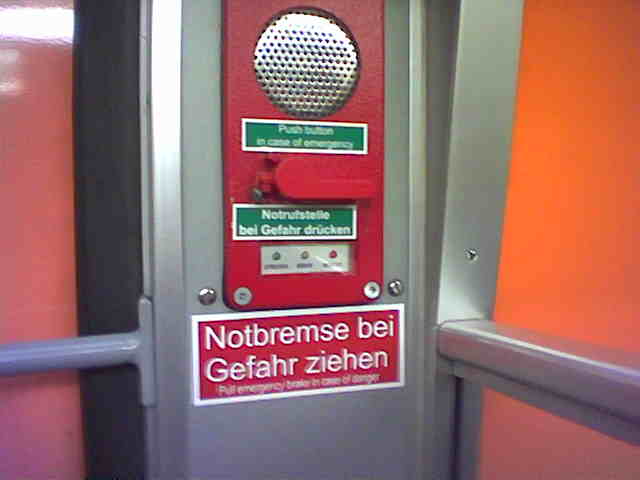 Push button
in case of emergency
Notrufstelle
bei Gefahr drücken
Notbremse bei
Gefahr ziehen
Pull emergency brake in case of danger